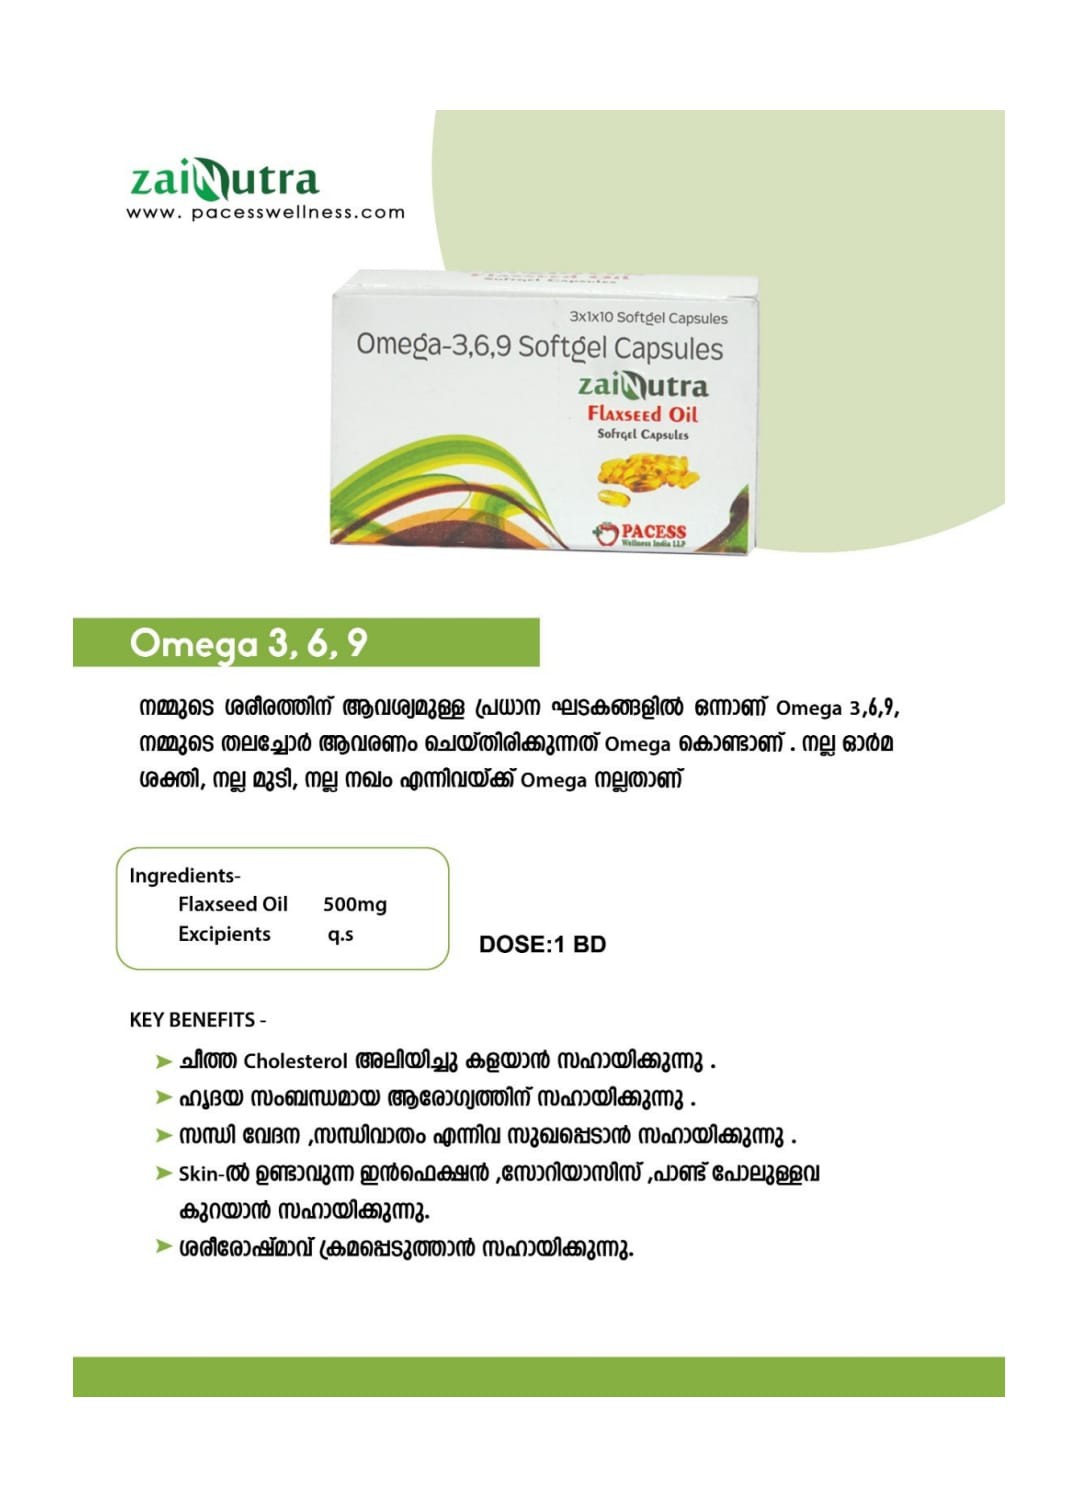 zaiNutra
www. pacesswellness.com
Flaxseed Oil
Softgel Capsules
3x1x10 Softgel Capsules
Omega-3,6,9 Softgel Capsules
zaiNutra
Flaxseed Oil
Softgel Capsules
PACESS
Wellness India LLP
Omega 3, 6, 9
നമ്മുടെ ശരീരത്തിന് ആവശ്യമുള്ള പ്രധാന ഘടകങ്ങളിൽ ഒന്നാണ് Omega 3,6,9,
നമ്മുടെ തലച്ചോർ ആവരണം ചെയ്തിരിക്കുന്നത് Omega കൊണ്ടാണ് . നല്ല ഓർമ
ശക്തി, നല്ല മുടി, നല്ല നഖം എന്നിവയ്ക്ക് Omega നല്ലതാണ്
Ingredients-
Flaxseed Oil 500mg
Excipients q.s
DOSE:1 BD
KEY BENEFITS -
➤ ചീത്ത Cholesterol അലിയിച്ചു കളയാൻ സഹായിക്കുന്നു .
➤ ഹൃദയ സംബന്ധമായ ആരോഗ്യത്തിന് സഹായിക്കുന്നു .
➤ സന്ധി വേദന ,സന്ധിവാതം എന്നിവ സുഖപ്പെടാൻ സഹായിക്കുന്നു .
➤ Skin-ൽ ഉണ്ടാവുന്ന ഇൻഫെക്ഷൻ ,സോറിയാസിസ് ,പാണ്ട് പോലുള്ളവ
കുറയാൻ സഹായിക്കുന്നു.
➤ ശരീരോഷ്മാവ് ക്രമപ്പെടുത്താൻ സഹായിക്കുന്നു.